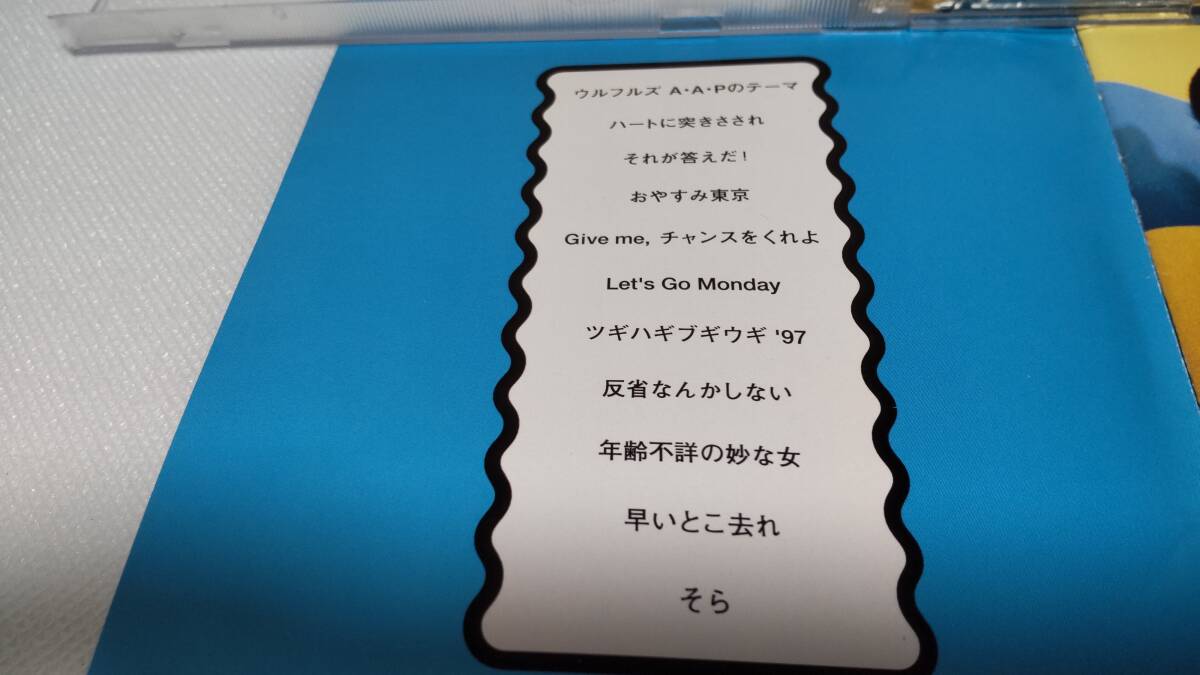 ウルフルズ A・A・Pのテーマ
ハートに突きさされ
それが答えだ!
おやすみ東京
Give me, チャンスをくれよ
Let's Go Monday
ツギハギブギウギ '97
反省なんかしない
年齢不詳の妙な女
早いとこ去れ
そら